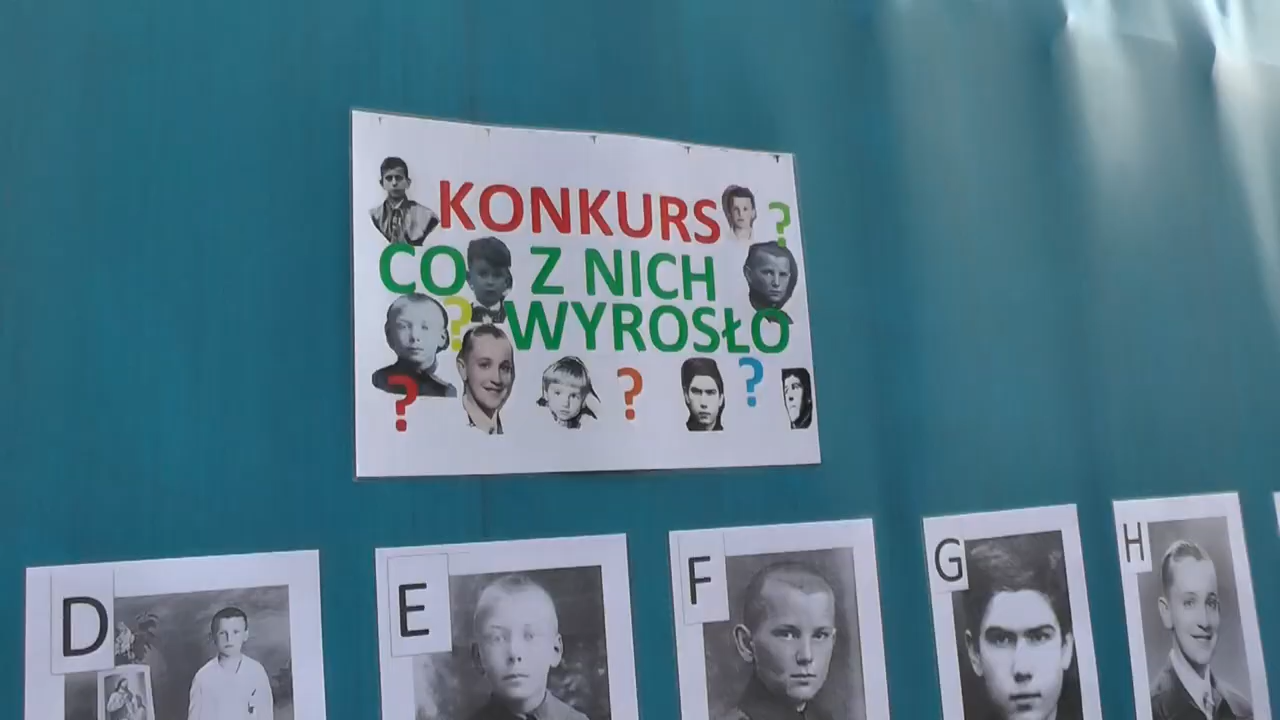 KONKURS ?
CO Z NICH
? WYROSŁO
? ? ?
D E F G H